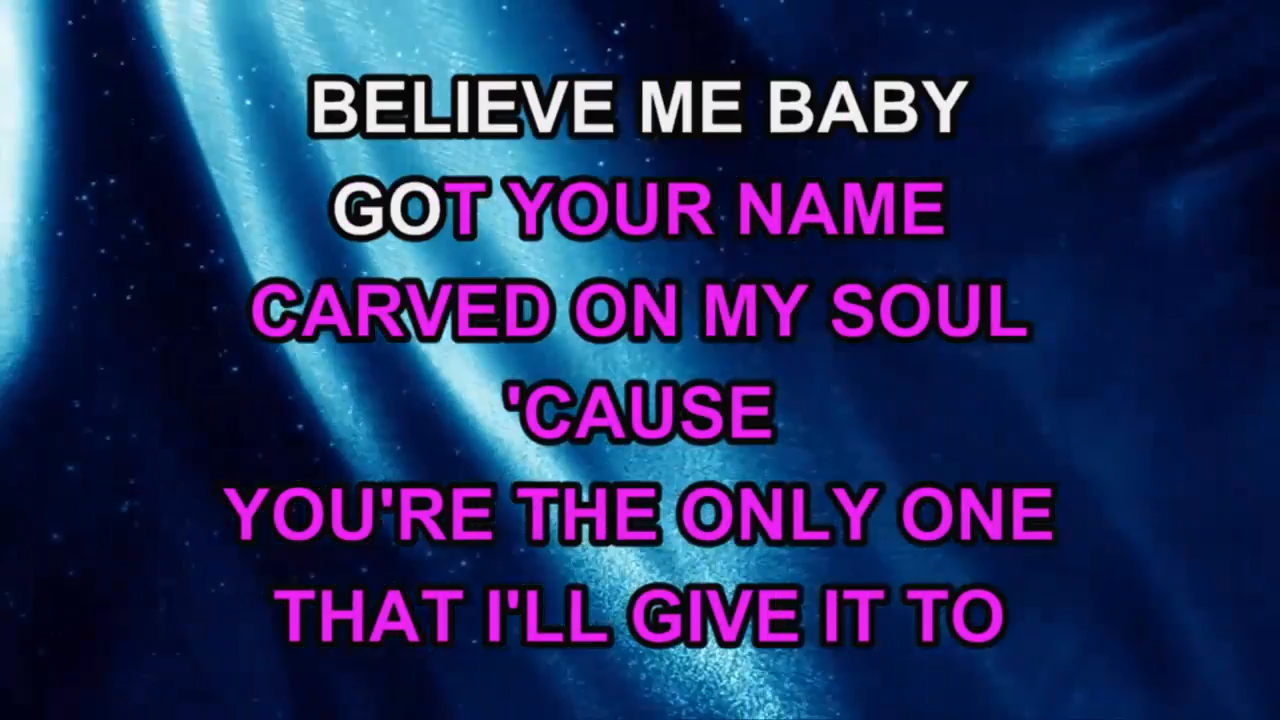 BELIEVE ME BABY
GOT YOUR NAME
CARVED ON MY SOUL
'CAUSE
YOU'RE THE ONLY ONE
THAT I'LL GIVE IT TO